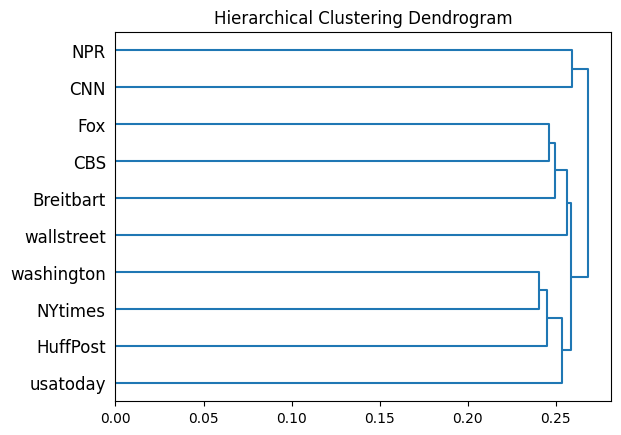 Hierarchical Clustering Dendrogram
NPR
CNN
Fox
CBS
Breitbart
wallstreet
washington
NYtimes
HuffPost
usatoday
0.00 0.05 0.10 0.15 0.20 0.25